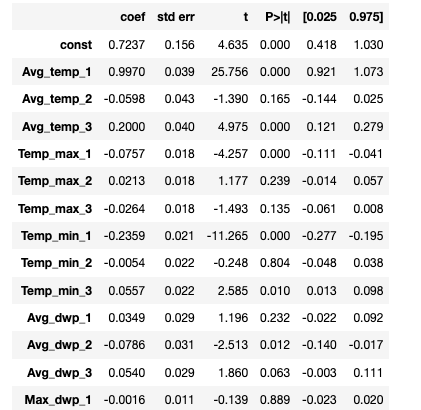 coef std err t P>|t| [0.025 0.975]
const 0.7237 0.156 4.635 0.000 0.418 1.030
Avg_temp_1 0.9970 0.039 25.756 0.000 0.921 1.073
Avg_temp_2 -0.0598 0.043 -1.390 0.165 -0.144 0.025
Avg_temp_3 0.2000 0.040 4.975 0.000 0.121 0.279
Temp_max_1 -0.0757 0.018 -4.257 0.000 -0.111 -0.041
Temp_max_2 0.0213 0.018 1.177 0.239 -0.014 0.057
Temp_max_3 -0.0264 0.018 -1.493 0.135 -0.061 0.008
Temp_min_1 -0.2359 0.021 -11.265 0.000 -0.277 -0.195
Temp_min_2 -0.0054 0.022 -0.248 0.804 -0.048 0.038
Temp_min_3 0.0557 0.022 2.585 0.010 0.013 0.098
Avg_dwp_1 0.0349 0.029 1.196 0.232 -0.022 0.092
Avg_dwp_2 -0.0786 0.031 -2.513 0.012 -0.140 -0.017
Avg_dwp_3 0.0540 0.029 1.860 0.063 -0.003 0.111
Max_dwp_1 -0.0016 0.011 -0.139 0.889 -0.023 0.020